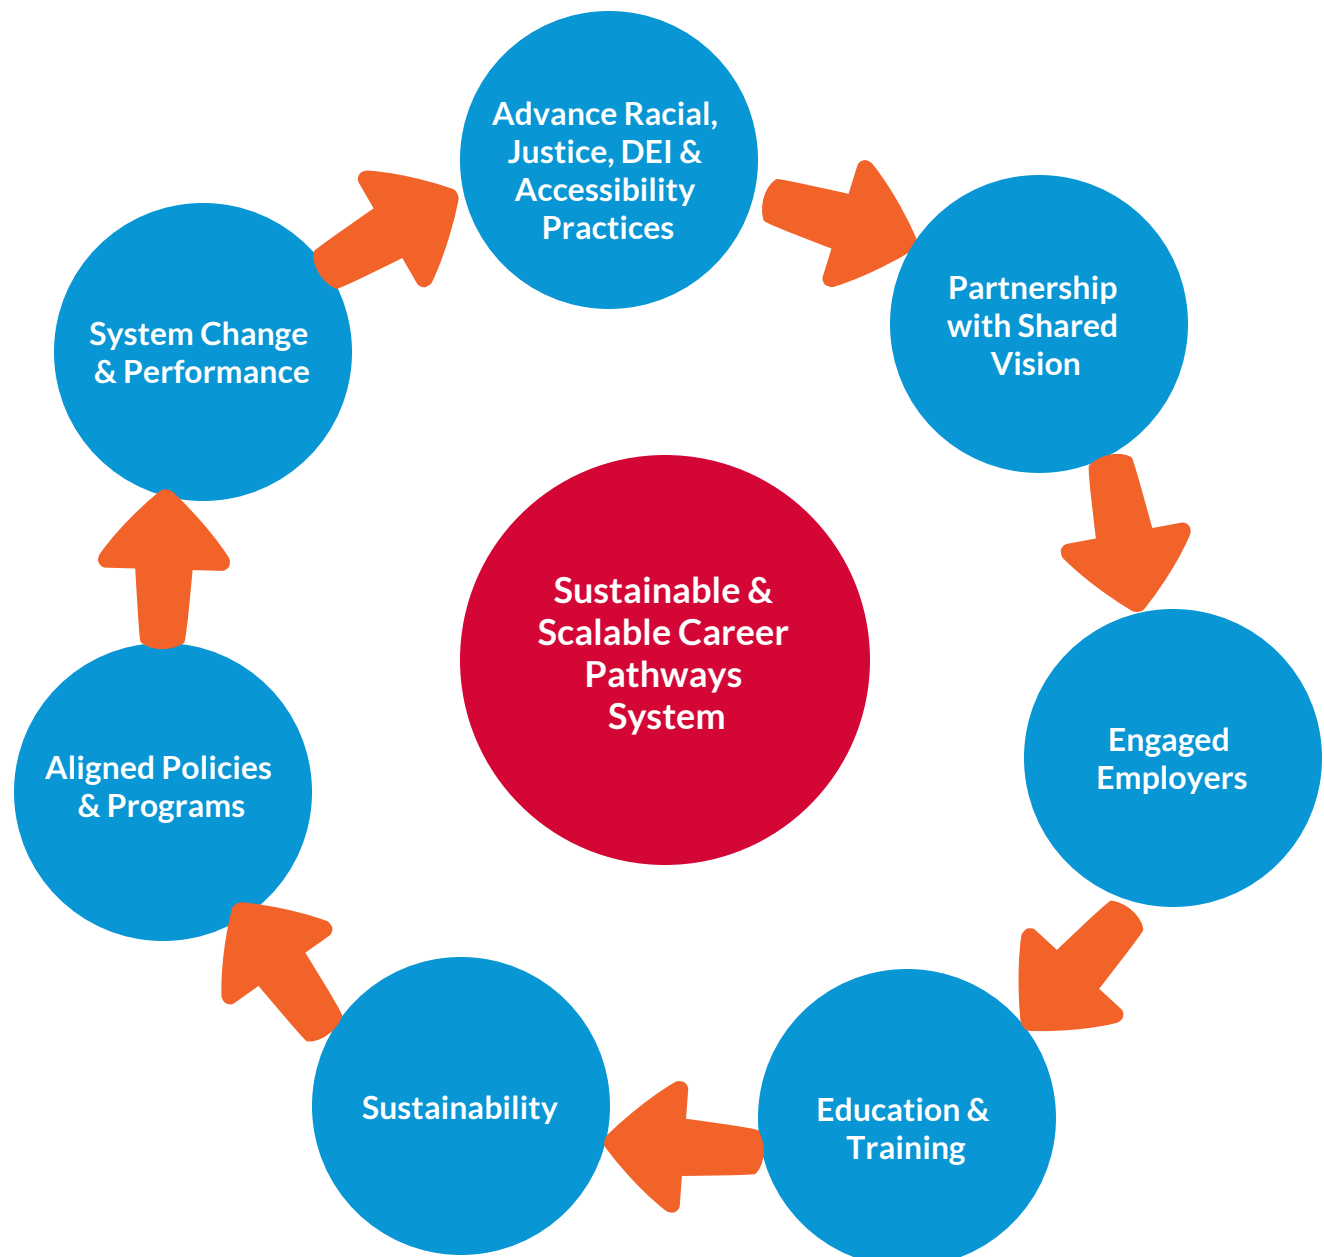 Advance Racial,
Justice, DEI &
Accessibility
Practices
Partnership
with Shared
Vision
Engaged
Employers
Education &
Training
Sustainability
Aligned Policies
& Programs
System Change
& Performance
Sustainable &
Scalable Career
Pathways
System